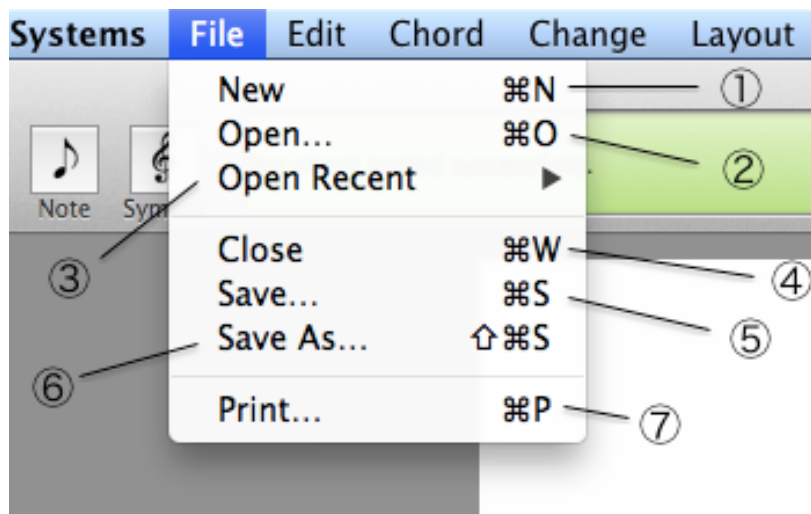 Systems File Edit Chord Change Layout
New ⌘N ①
Open... ⌘O ②
Open Recent ▶
Note Sym
③
Close ⌘W ④
Save... ⌘S ⑤
Save As... ⇧⌘S
⑥
Print... ⌘P ⑦